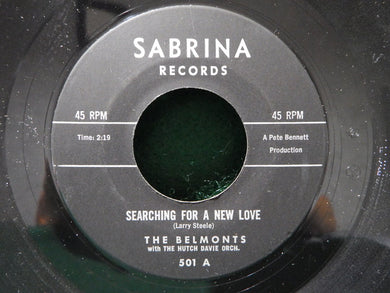 SABRINA
RECORDS
45 RPM
45 RPM
Time: 2:19
A Pete Bennett
Production
SEARCHING FOR A NEW LOVE
(Larry Steele)
THE BELMONTS
with THE HUTCH DAVIE ORCH.
501 A